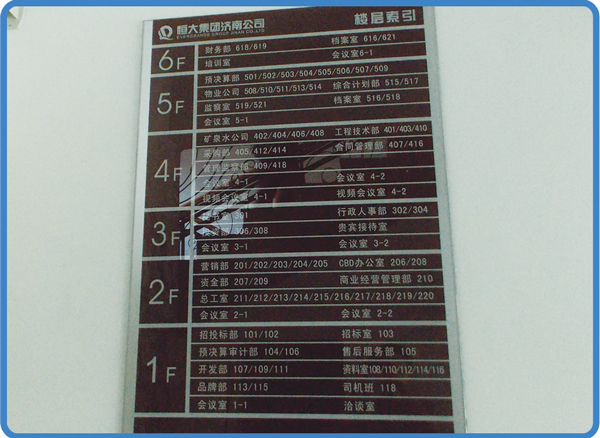 恒大集团济南公司 楼层索引
EVERGRANDE GROUP JINAN CO.,LTD
6F
财务部 618/619 档案室 616/621
培训室 会议室6-1
5F
预决算部 501/502/503/504/505/506/507/509
物业公司 508/510/511/513/514 综合计划部 515/517
监察室 519/521 档案室 516/518
会议室 5-1
4F
矿泉水公司 402/404/406/408 工程技术部 401/403/410
采购部 405/412/414 合同管理部 407/416
监察部 409/418
会议室 4-1 会议室 4-2
视频会议室 4-1 视频会议室 4-2
3F
301 行政人事部 302/304
306/308 贵宾接待室
会议室 3-1 会议室 3-2
2F
营销部 201/202/203/204/205 CBD办公室 206/208
资金部 207/209 商业经营管理部 210
总工室 211/212/213/214/215/216/217/218/219/220
会议室 2-1 会议室 2-2
1F
招投标部 101/102 招标室 103
预决算审计部 104/106 售后服务部 105
开发部 107/109/111 资料室108/110/112/114/116
品牌部 113/115 司机班 118
会议室 1-1 洽谈室